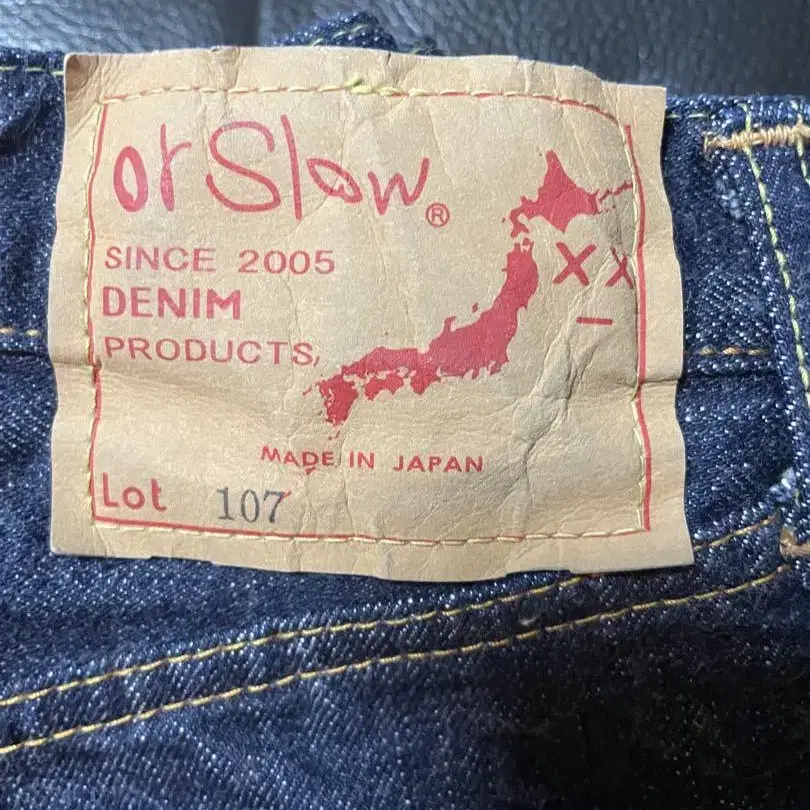 orSlow®
SINCE 2005
DENIM
PRODUCTS,
XX
MADE IN JAPAN
Lot 107